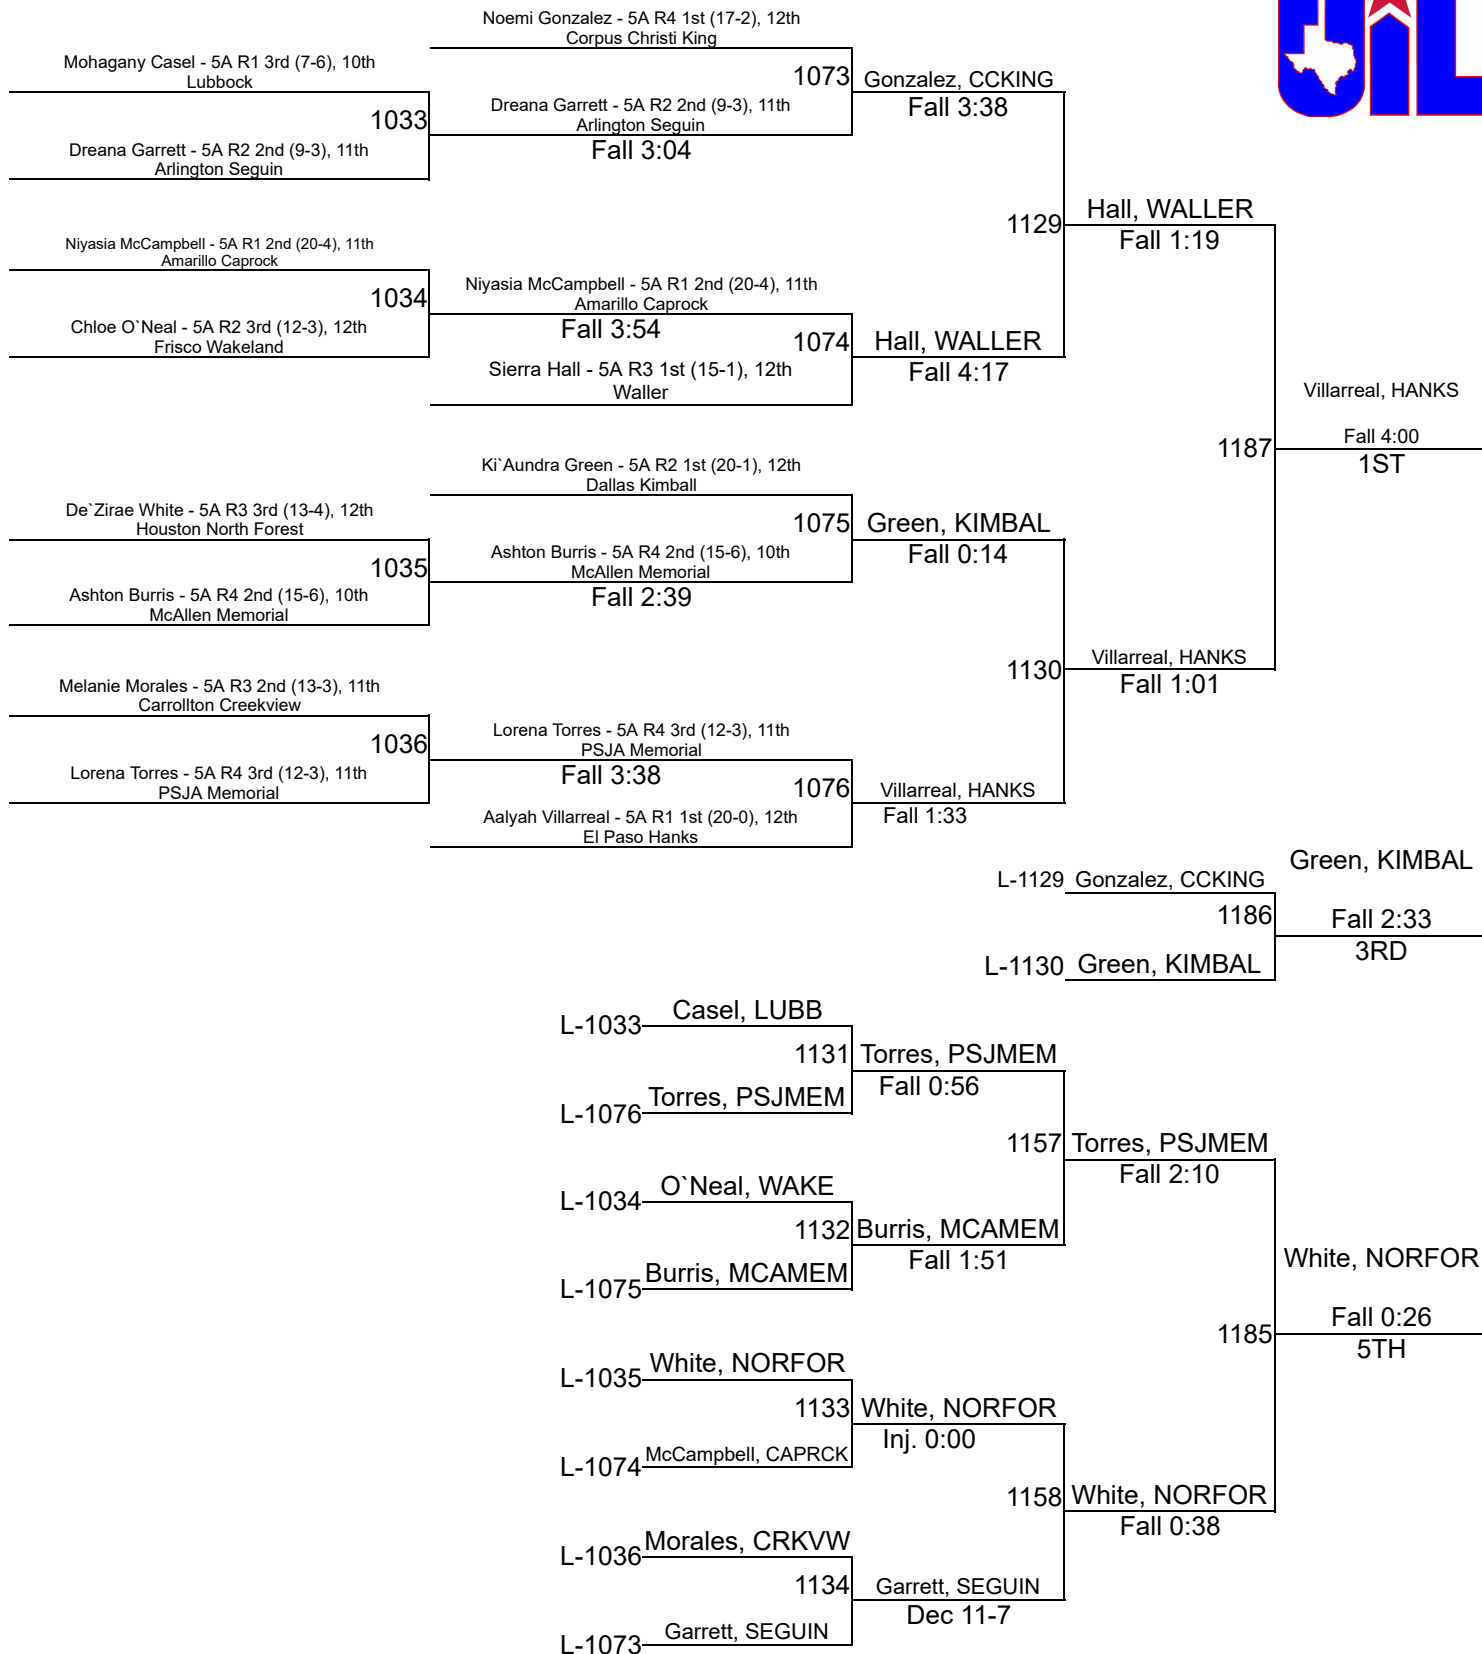 Noemi Gonzalez - 5A R4 1st (17-2), 12th
Corpus Christi King
Mohagany Casel - 5A R1 3rd (7-6), 10th
Lubbock
1033
Dreana Garrett - 5A R2 2nd (9-3), 11th
Arlington Seguin
1073
Dreana Garrett - 5A R2 2nd (9-3), 11th
Arlington Seguin
Fall 3:04
Gonzalez, CCKING
Fall 3:38
UIL
Niyasia McCampbell - 5A R1 2nd (20-4), 11th
Amarillo Caprock
1034
Chloe O`Neal - 5A R2 3rd (12-3), 12th
Frisco Wakeland
Niyasia McCampbell - 5A R1 2nd (20-4), 11th
Amarillo Caprock
Fall 3:54
1074
Sierra Hall - 5A R3 1st (15-1), 12th
Waller
Hall, WALLER
Fall 4:17
1129
Hall, WALLER
Fall 1:19
1187
Villarreal, HANKS
Fall 4:00
1ST
Ki`Aundra Green - 5A R2 1st (20-1), 12th
Dallas Kimball
De`Zirae White - 5A R3 3rd (13-4), 12th
Houston North Forest
1035
Ashton Burris - 5A R4 2nd (15-6), 10th
McAllen Memorial
1075
Ashton Burris - 5A R4 2nd (15-6), 10th
McAllen Memorial
Fall 2:39
Green, KIMBAL
Fall 0:14
1130
Villarreal, HANKS
Fall 1:01
Melanie Morales - 5A R3 2nd (13-3), 11th
Carrollton Creekview
1036
Lorena Torres - 5A R4 3rd (12-3), 11th
PSJA Memorial
Lorena Torres - 5A R4 3rd (12-3), 11th
PSJA Memorial
Fall 3:38
1076
Aalyah Villarreal - 5A R1 1st (20-0), 12th
El Paso Hanks
Villarreal, HANKS
Fall 1:33
L-1129 Gonzalez, CCKING
1186
L-1130 Green, KIMBAL
Green, KIMBAL
Fall 2:33
3RD
L-1033 Casel, LUBB
1131
L-1076 Torres, PSJMEM
Torres, PSJMEM
Fall 0:56
1157
Torres, PSJMEM
Fall 2:10
L-1034 O`Neal, WAKE
1132
L-1075 Burris, MCAMEM
Burris, MCAMEM
Fall 1:51
1185
White, NORFOR
Fall 0:26
5TH
L-1035 White, NORFOR
1133
L-1074 McCampbell, CAPRCK
White, NORFOR
Inj. 0:00
1158
White, NORFOR
Fall 0:38
L-1036 Morales, CRKVW
1134
L-1073 Garrett, SEGUIN
Garrett, SEGUIN
Dec 11-7